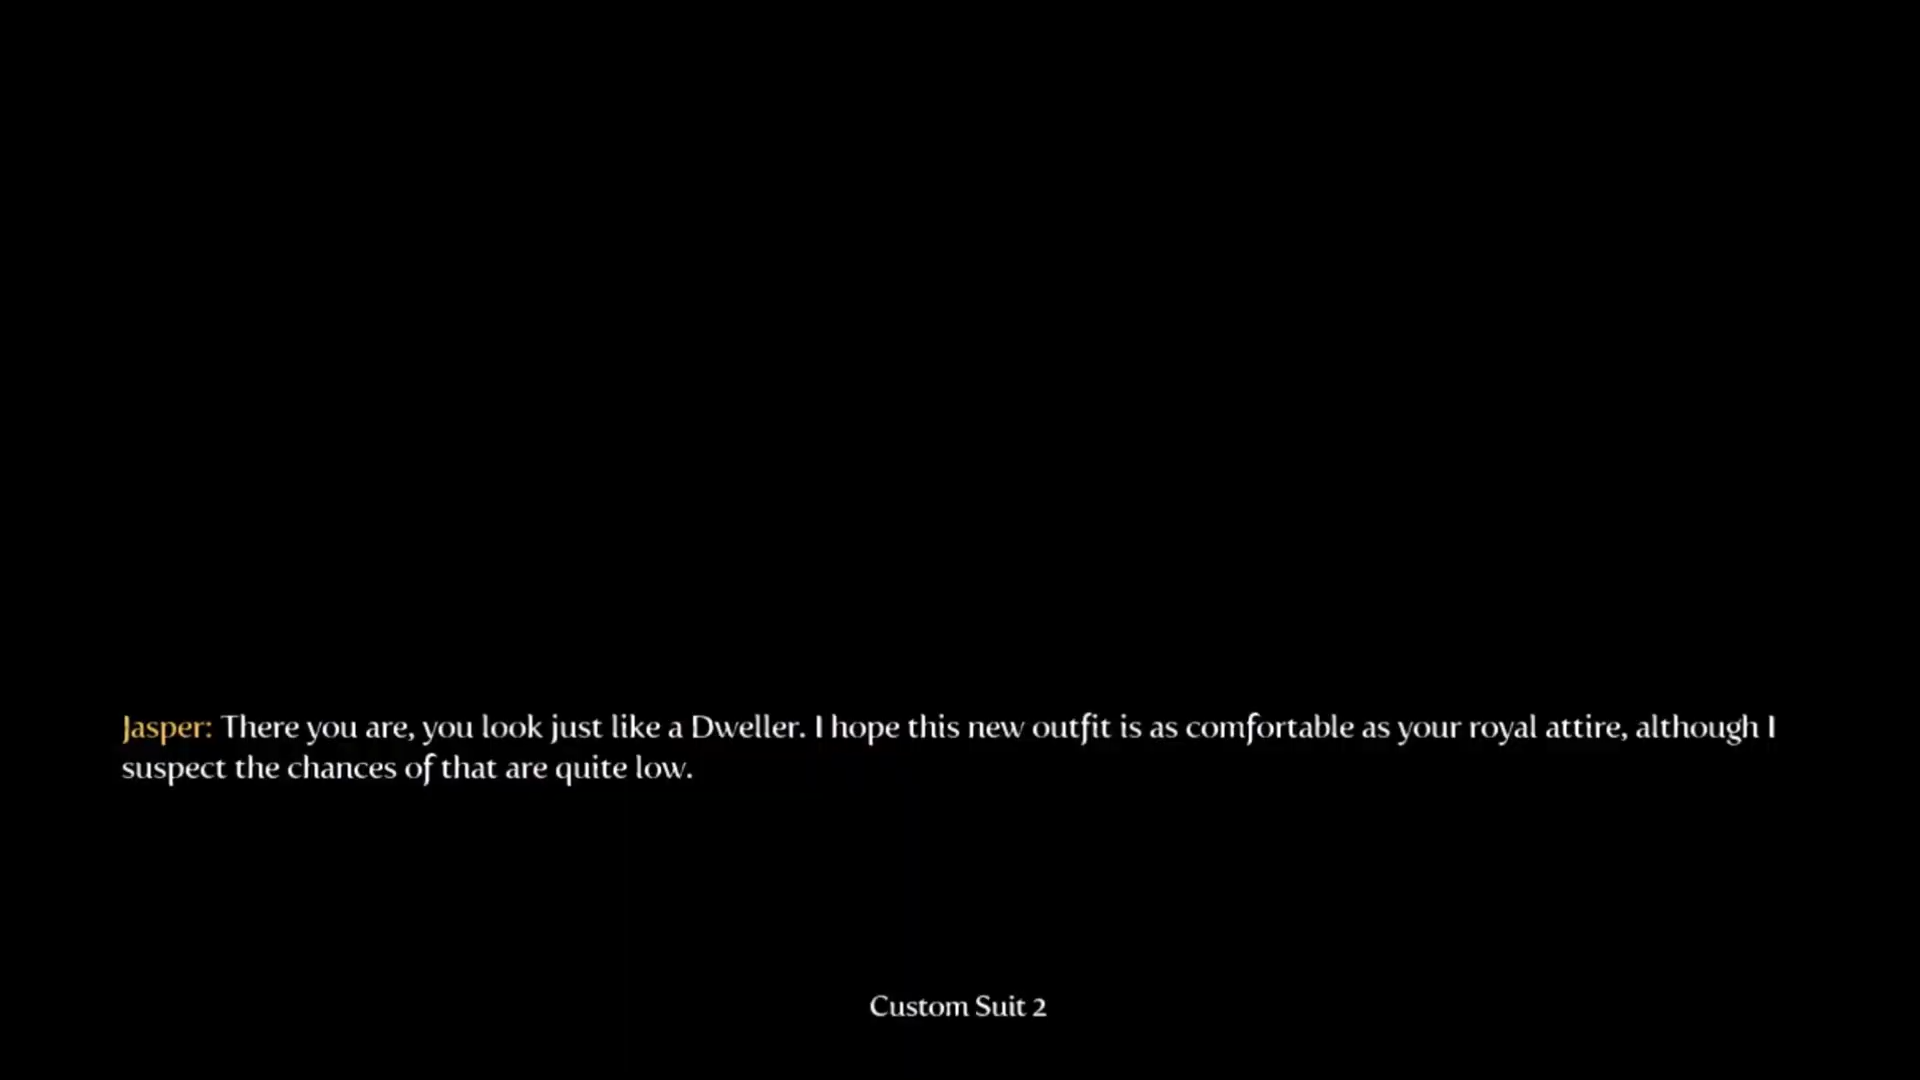 Jasper: There you are, you look just like a Dweller. I hope this new outfit is as comfortable as your royal attire, although I
suspect the chances of that are quite low.
Custom Suit 2